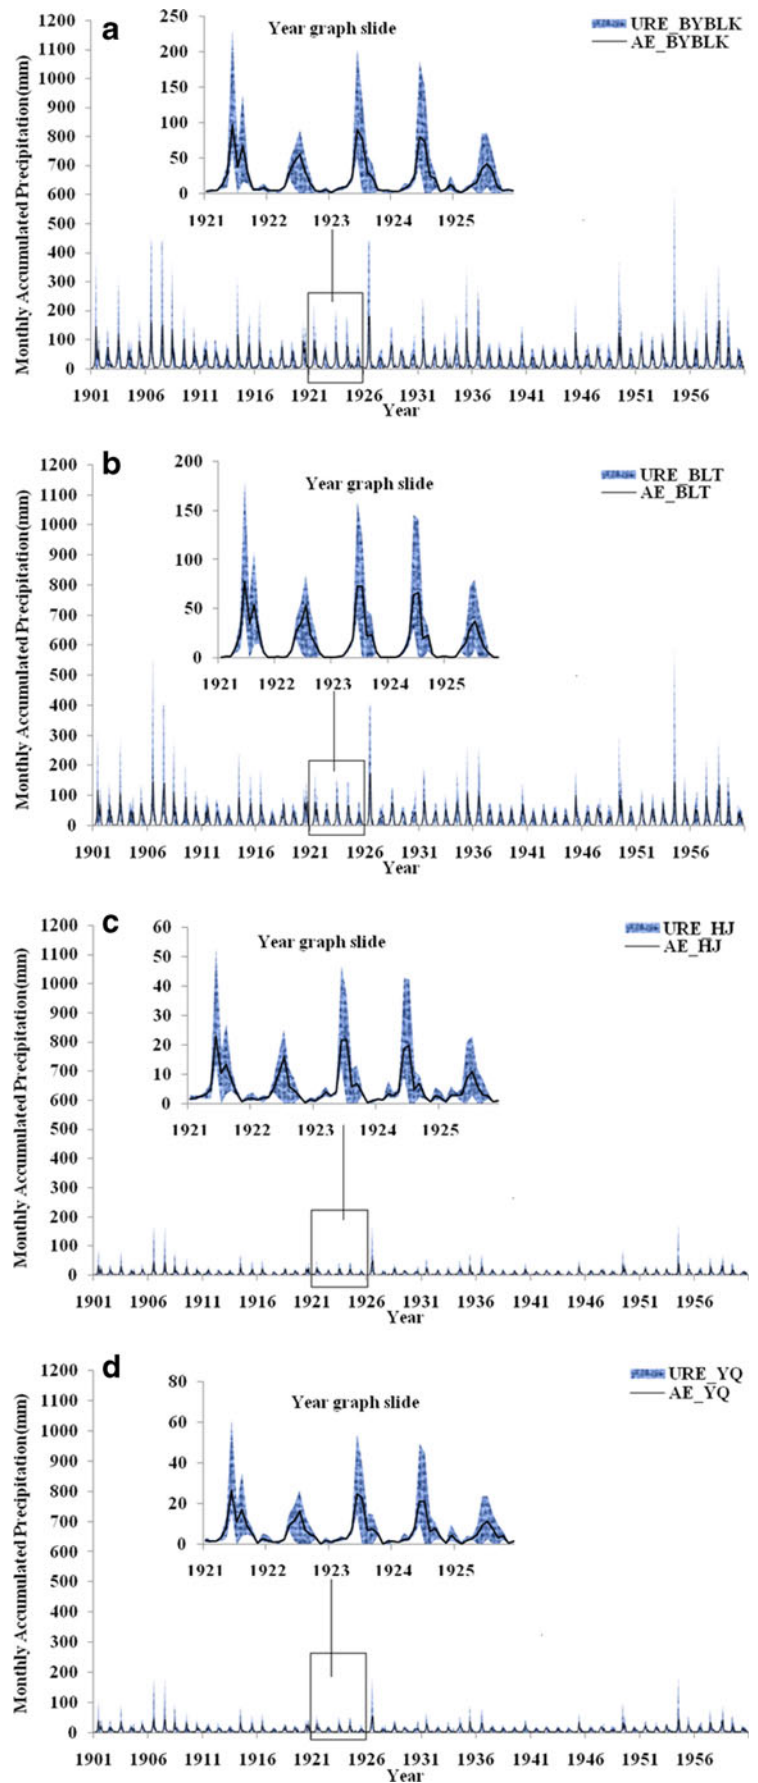 a
Year graph slide
URE_BYBLK
AE_BYBLK
250
200
150
100
50
0
1921 1922 1923 1924 1925
Monthly Accumulated Precipitation(mm)
1200
1100
1000
900
800
700
600
500
400
300
200
100
0
1901 1906 1911 1916 1921 1926 1931 1936 1941 1946 1951 1956
Year
b
Year graph slide
URE_BLT
AE_BLT
200
150
100
50
0
1921 1922 1923 1924 1925
Monthly Accumulated Precipitation(mm)
1200
1100
1000
900
800
700
600
500
400
300
200
100
0
1901 1906 1911 1916 1921 1926 1931 1936 1941 1946 1951 1956
Year
c
Year graph slide
URE_HJ
AE_HJ
60
50
40
30
20
10
0
1921 1922 1923 1924 1925
Monthly Accumulated Precipitation(mm)
1200
1100
1000
900
800
700
600
500
400
300
200
100
0
1901 1906 1911 1916 1921 1926 1931 1936 1941 1946 1951 1956
Year
d
Year graph slide
URE_YQ
AE_YQ
80
60
40
20
0
1921 1922 1923 1924 1925
Monthly Accumulated Precipitation(mm)
1200
1100
1000
900
800
700
600
500
400
300
200
100
0
1901 1906 1911 1916 1921 1926 1931 1936 1941 1946 1951 1956
Year